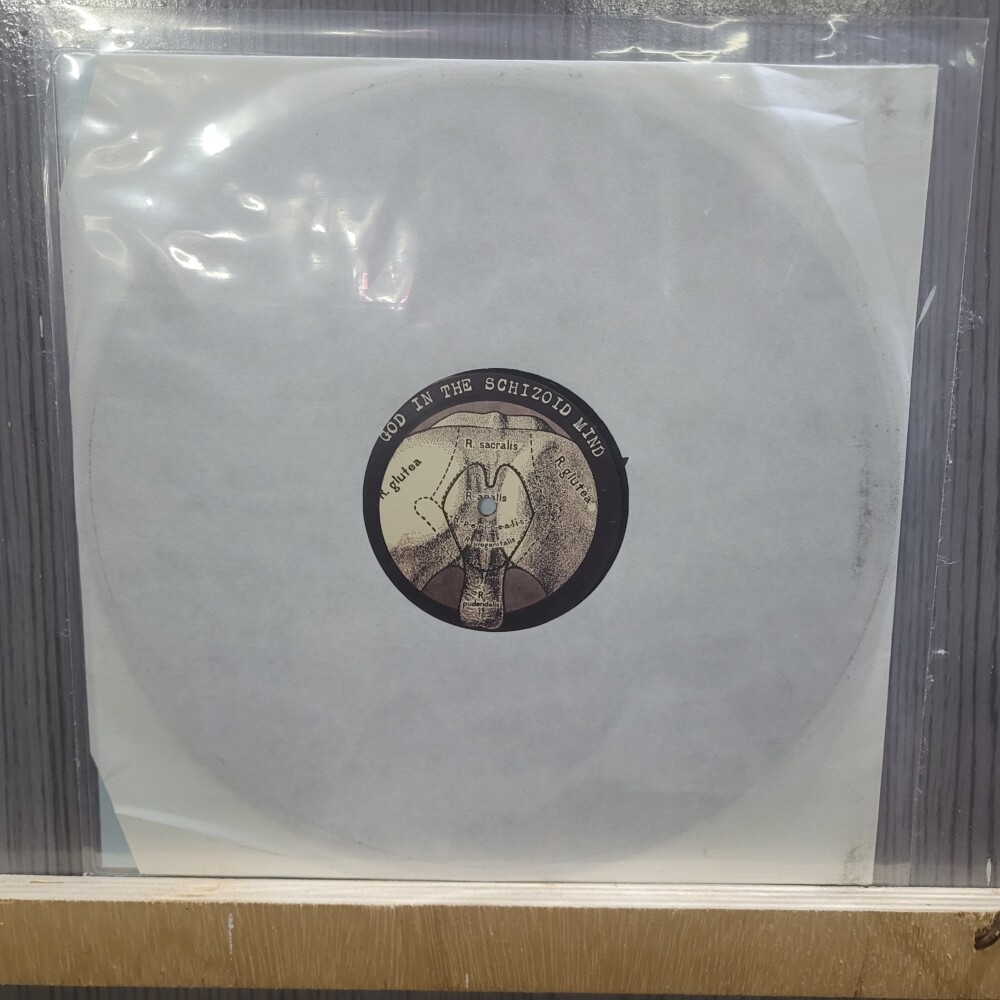 GOD IN THE SCHIZOID MIND
R. sacralis
R. glutea
R. glutea
R. analis
R.
pudendalis